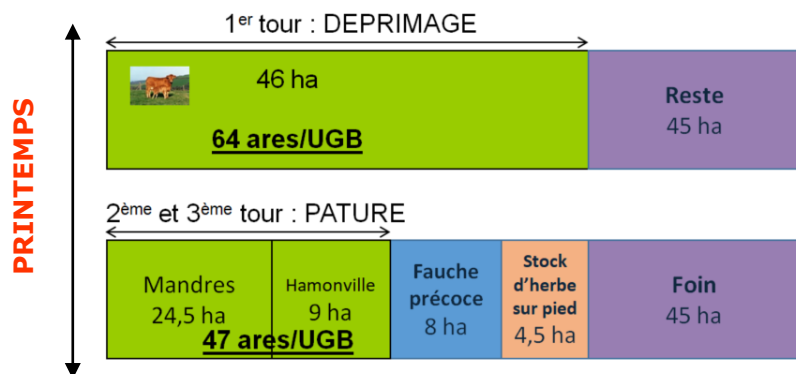 1er tour : DEPRIMAGE
PRINTEMPS
46 ha
64 ares/UGB
Reste
45 ha
2ème et 3ème tour : PATURE
Mandres
24,5 ha
Hamonville
9 ha
47 ares/UGB
Fauche
précoce
8 ha
Stock
d'herbe
sur pied
4,5 ha
Foin
45 ha